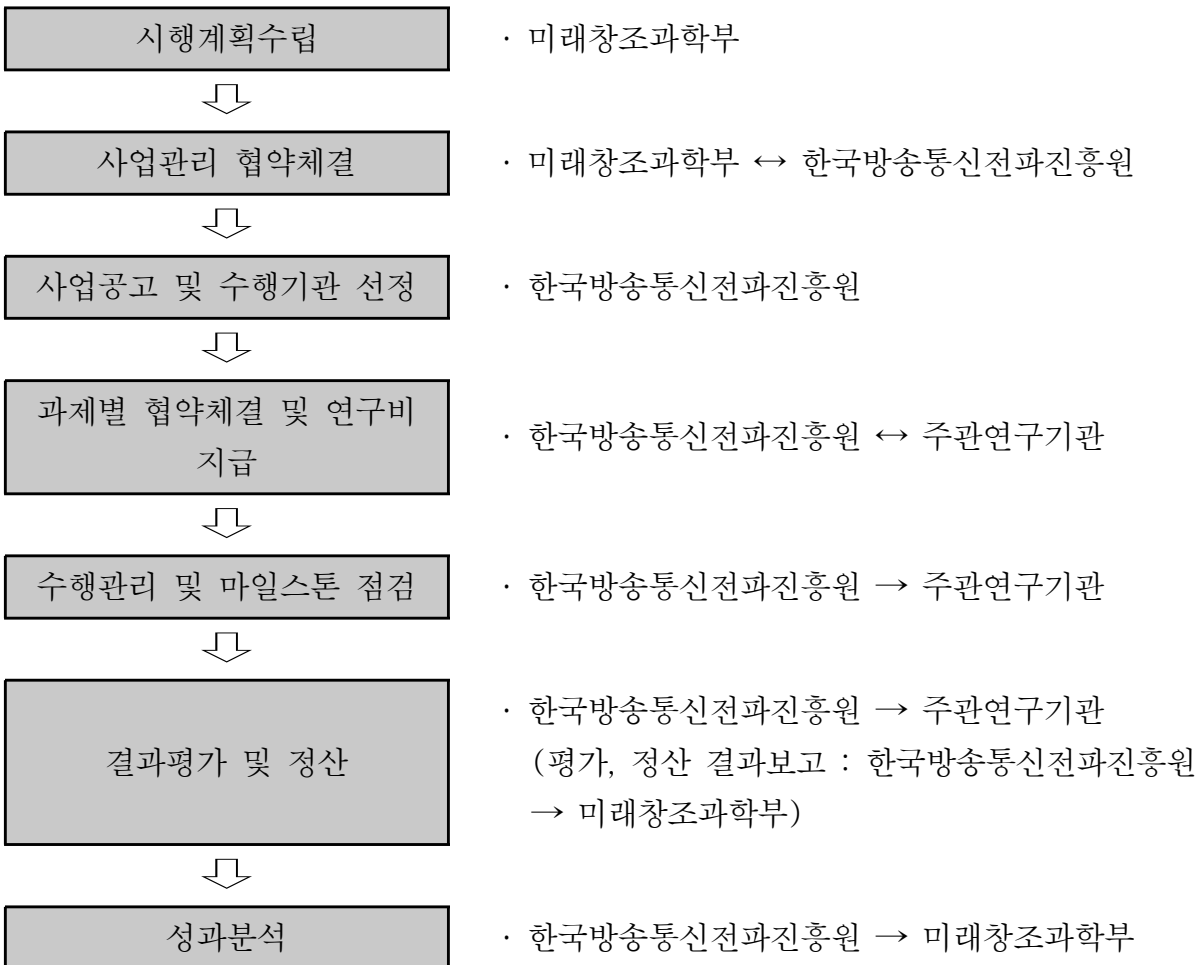 시행계획수립
· 미래창조과학부
사업관리 협약체결
· 미래창조과학부 ↔ 한국방송통신전파진흥원
사업공고 및 수행기관 선정
· 한국방송통신전파진흥원
과제별 협약체결 및 연구비
지급
· 한국방송통신전파진흥원 ↔ 주관연구기관
수행관리 및 마일스톤 점검
· 한국방송통신전파진흥원 → 주관연구기관
결과평가 및 정산
· 한국방송통신전파진흥원 → 주관연구기관
(평가, 정산 결과보고 : 한국방송통신전파진흥원
→ 미래창조과학부)
성과분석
· 한국방송통신전파진흥원 → 미래창조과학부